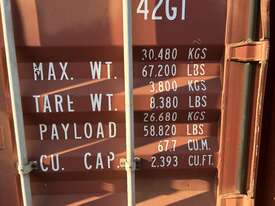 42G1
30.480 KGS
MAX. WT. 67,200 LBS
3,800 KGS
TARE WT. 8,380 LBS
26,680 KGS
PAYLOAD 58,820 LBS
67.7 CU.M.
CU. CAP. 2,393 CU.FT.